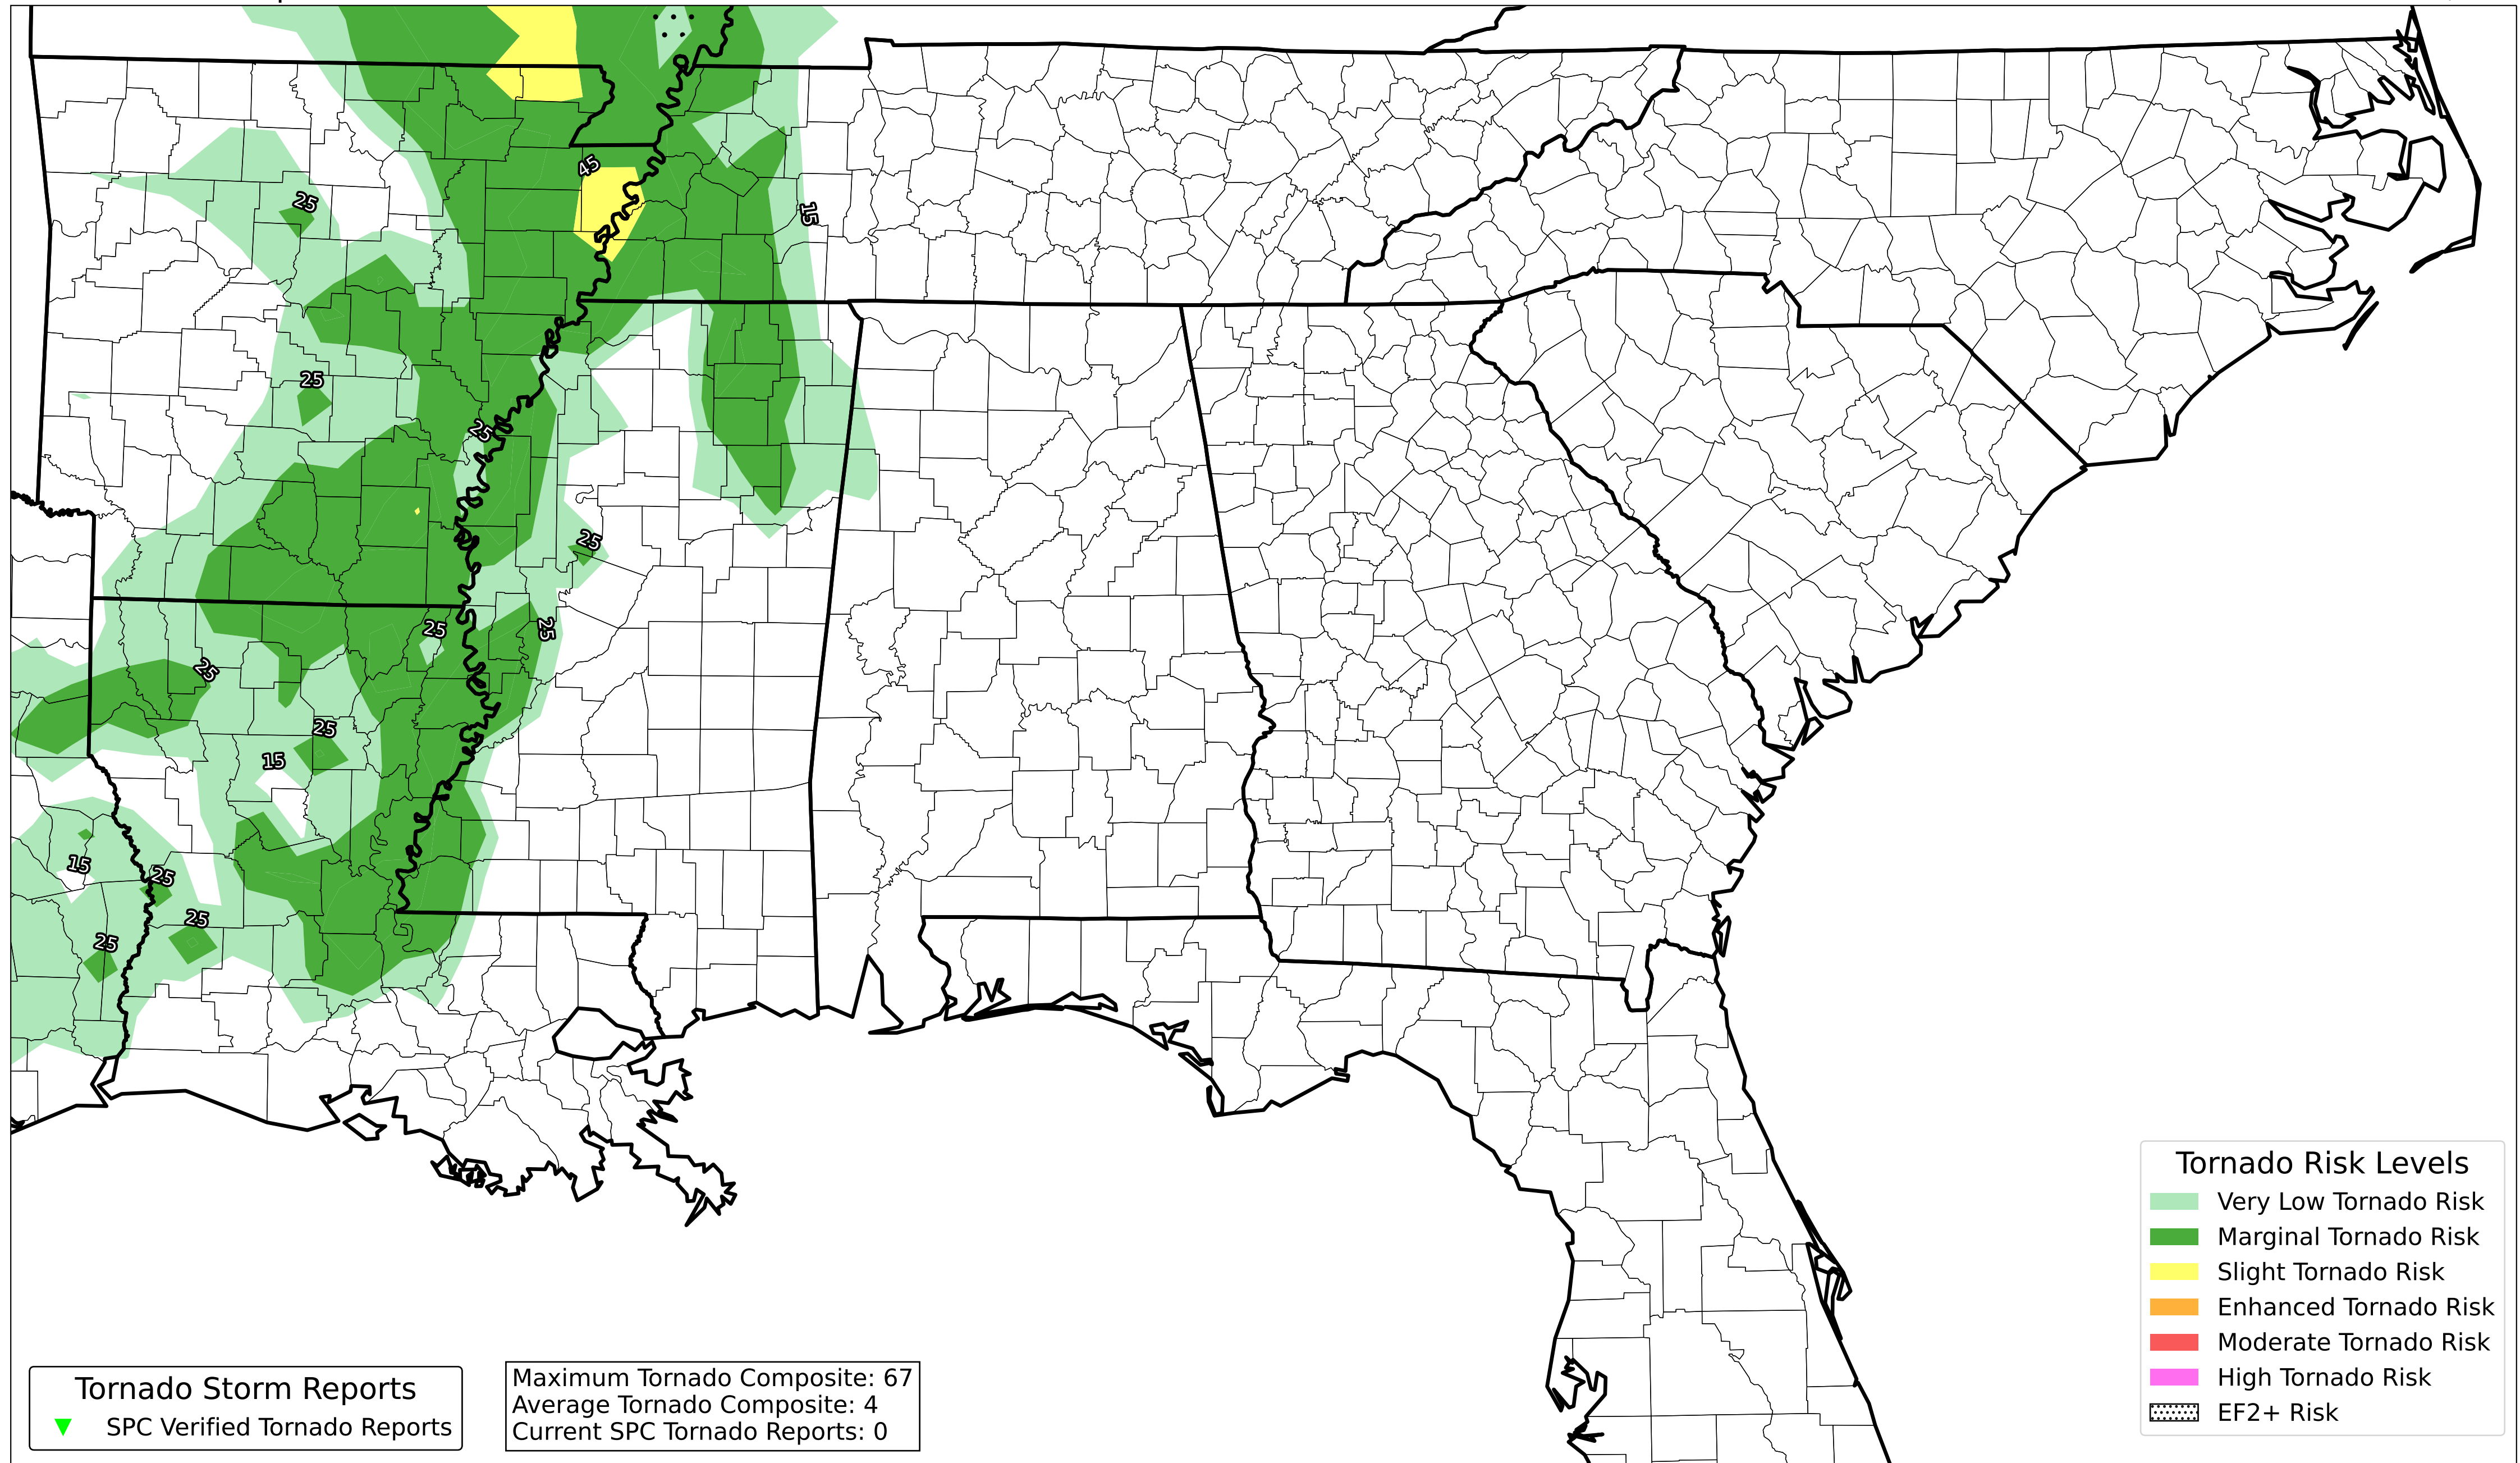 45
25
15
25
25
25
25
25
25
25
15
15
25
25
25
Tornado Risk Levels
Very Low Tornado Risk
Marginal Tornado Risk
Slight Tornado Risk
Enhanced Tornado Risk
Moderate Tornado Risk
High Tornado Risk
EF2+ Risk
Tornado Storm Reports
SPC Verified Tornado Reports
Maximum Tornado Composite: 67
Average Tornado Composite: 4
Current SPC Tornado Reports: 0